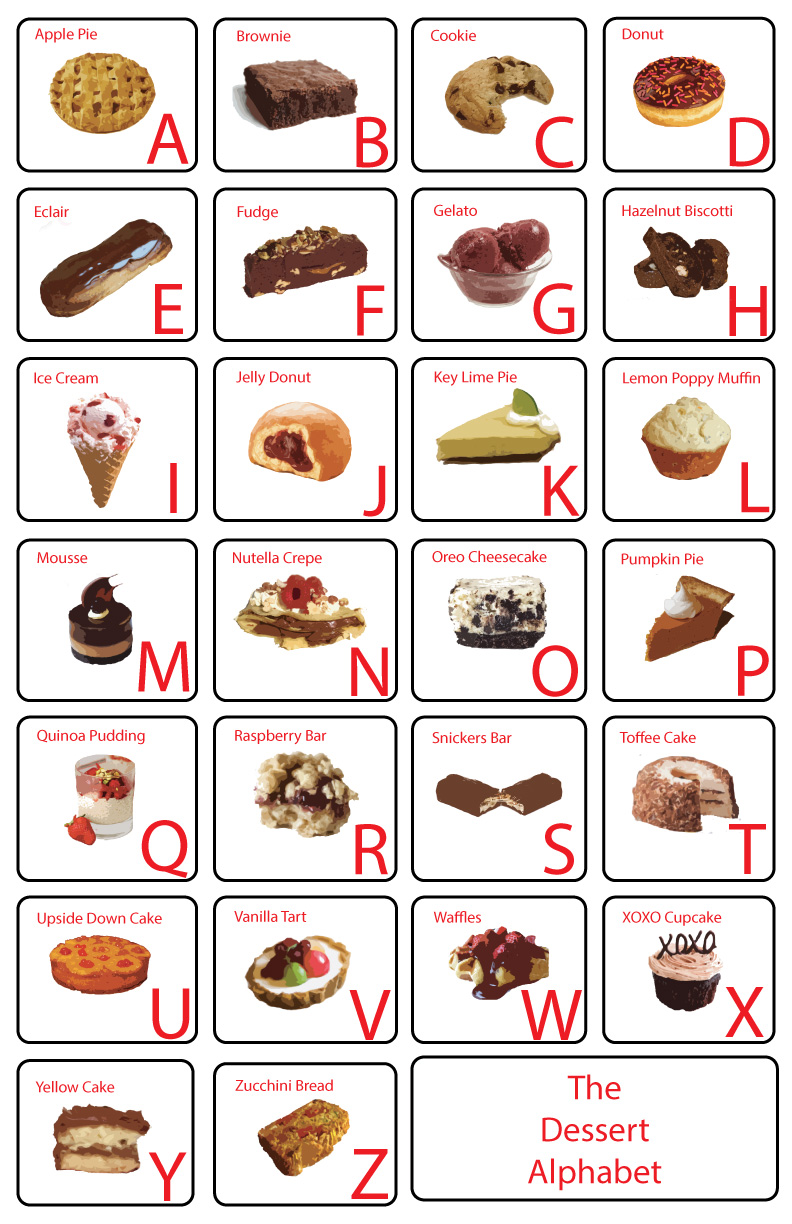 Apple Pie
A
Brownie
B
Cookie
C
Donut
D
Eclair
E
Fudge
F
Gelato
G
Hazelnut Biscotti
H
Ice Cream
I
Jelly Donut
J
Key Lime Pie
K
Lemon Poppy Muffin
L
Mousse
M
Nutella Crepe
N
Oreo Cheesecake
O
Pumpkin Pie
P
Quinoa Pudding
Q
Raspberry Bar
R
Snickers Bar
S
Toffee Cake
T
Upside Down Cake
U
Vanilla Tart
V
Waffles
W
XOXO Cupcake
XOXO
X
Yellow Cake
Y
Zucchini Bread
Z
The
Dessert
Alphabet